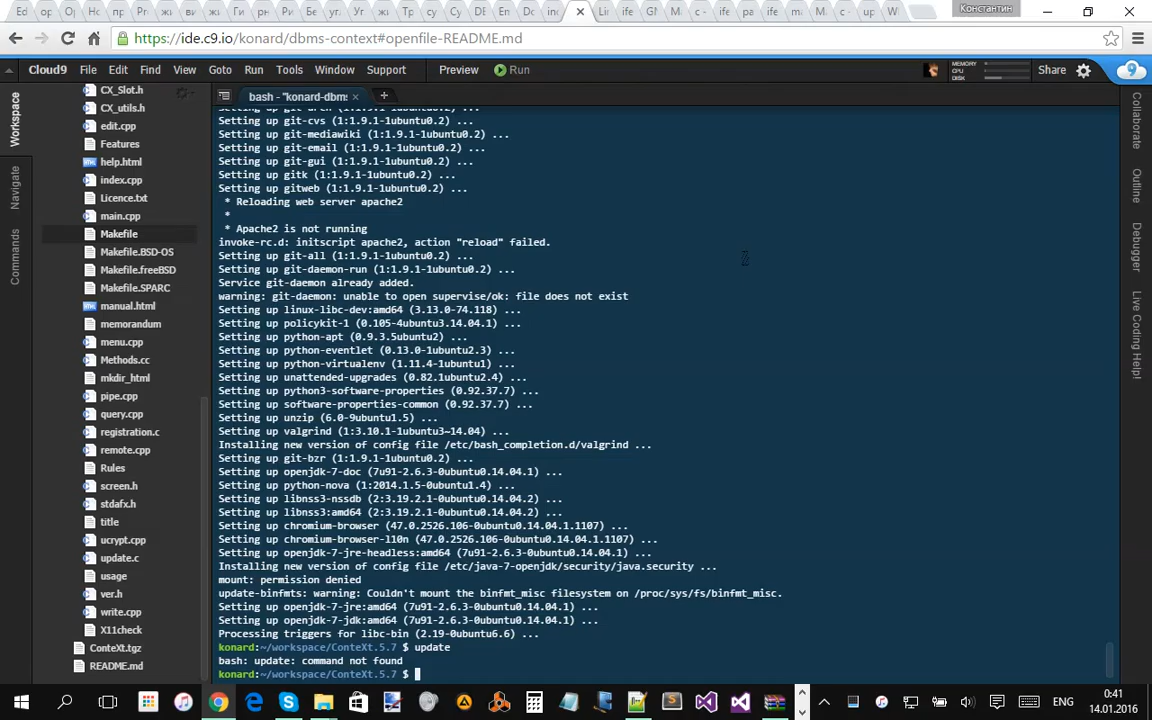 Константин
https://ide.c9.io/konard/dbms-context#openfile-README.md
Cloud9 File Edit Find View Goto Run Tools Window Support Preview Run MEMORY CPU DISK Share
Workspace
Navigate
Commands
CX_Slot.h
CX_utils.h
edit.cpp
Features
help.html
index.cpp
Licence.txt
main.cpp
Makefile
Makefile.BSD-OS
Makefile.freeBSD
Makefile.SPARC
manual.html
memorandum
menu.cpp
Methods.cc
mkdir_html
pipe.cpp
query.cpp
registration.c
remote.cpp
Rules
screen.h
stdafx.h
title
ucrypt.cpp
update.c
usage
ver.h
write.cpp
X11check
ConteXt.tgz
README.md
bash - "konard-dbms
Setting up git-arch (1:1.9.1-1ubuntu0.2) ...
Setting up git-cvs (1:1.9.1-1ubuntu0.2) ...
Setting up git-mediawiki (1:1.9.1-1ubuntu0.2) ...
Setting up git-email (1:1.9.1-1ubuntu0.2) ...
Setting up git-gui (1:1.9.1-1ubuntu0.2) ...
Setting up gitk (1:1.9.1-1ubuntu0.2) ...
Setting up gitweb (1:1.9.1-1ubuntu0.2) ...
* Reloading web server apache2
*
* Apache2 is not running
invoke-rc.d: initscript apache2, action "reload" failed.
Setting up git-all (1:1.9.1-1ubuntu0.2) ...
Setting up git-daemon-run (1:1.9.1-1ubuntu0.2) ...
Service git-daemon already added.
warning: git-daemon: unable to open supervise/ok: file does not exist
Setting up linux-libc-dev:amd64 (3.13.0-74.118) ...
Setting up policykit-1 (0.105-4ubuntu3.14.04.1) ...
Setting up python-apt (0.9.3.5ubuntu2) ...
Setting up python-eventlet (0.13.0-1ubuntu2.3) ...
Setting up python-virtualenv (1.11.4-1ubuntu1) ...
Setting up unattended-upgrades (0.82.1ubuntu2.4) ...
Setting up python3-software-properties (0.92.37.7) ...
Setting up software-properties-common (0.92.37.7) ...
Setting up unzip (6.0-9ubuntu1.5) ...
Setting up valgrind (1:3.10.1-1ubuntu3~14.04) ...
Installing new version of config file /etc/bash_completion.d/valgrind ...
Setting up git-bzr (1:1.9.1-1ubuntu0.2) ...
Setting up openjdk-7-doc (7u91-2.6.3-0ubuntu0.14.04.1) ...
Setting up python-nova (1:2014.1.5-0ubuntu1.4) ...
Setting up libnss3-nssdb (2:3.19.2.1-0ubuntu0.14.04.2) ...
Setting up libnss3:amd64 (2:3.19.2.1-0ubuntu0.14.04.2) ...
Setting up chromium-browser (47.0.2526.106-0ubuntu0.14.04.1.1107) ...
Setting up chromium-browser-l10n (47.0.2526.106-0ubuntu0.14.04.1.1107) ...
Setting up openjdk-7-jre-headless:amd64 (7u91-2.6.3-0ubuntu0.14.04.1) ...
Installing new version of config file /etc/java-7-openjdk/security/java.security ...
mount: permission denied
update-binfmts: warning: Couldn't mount the binfmt_misc filesystem on /proc/sys/fs/binfmt_misc.
Setting up openjdk-7-jre:amd64 (7u91-2.6.3-0ubuntu0.14.04.1) ...
Setting up openjdk-7-jdk:amd64 (7u91-2.6.3-0ubuntu0.14.04.1) ...
Processing triggers for libc-bin (2.19-0ubuntu6.6) ...
konard:~/workspace/ConteXt.5.7 $ update
bash: update: command not found
konard:~/workspace/ConteXt.5.7 $
Collaborate
Outline
Debugger
Live Coding Help!
ENG
0:41
14.01.2016